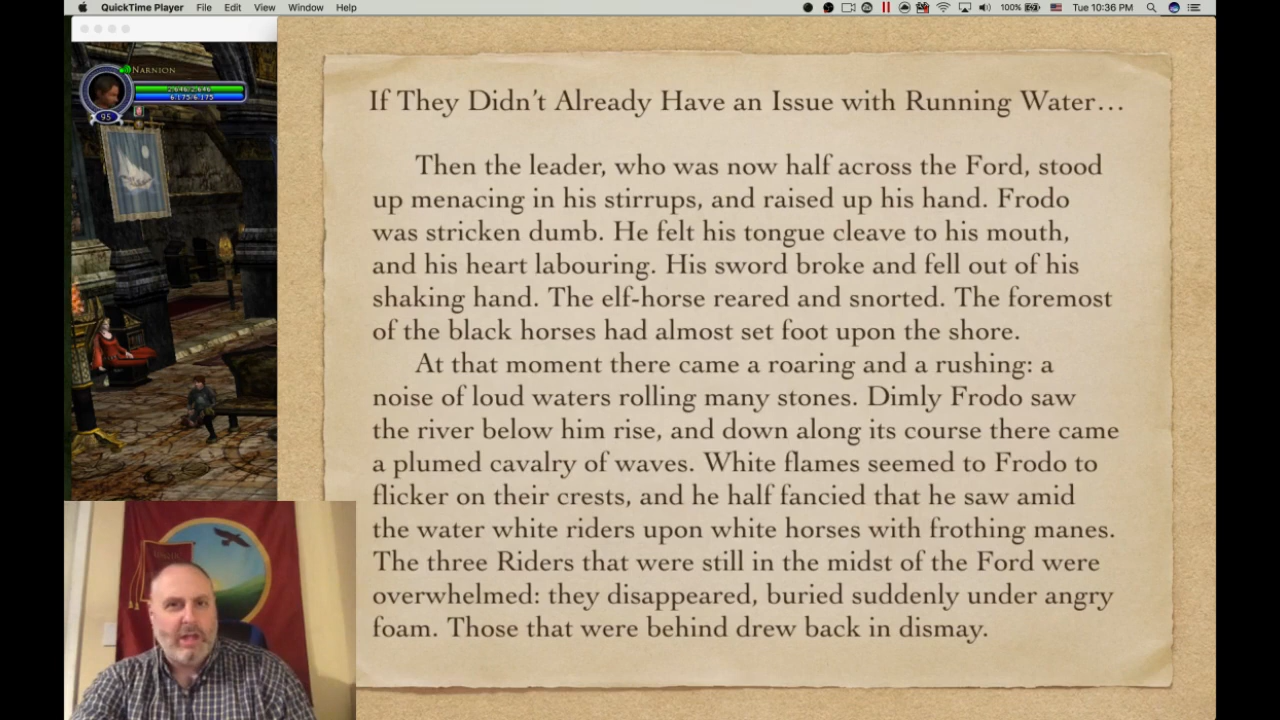 QuickTime Player File Edit View Window Help 100% Tue 10:36 PM
NARNION
2,646/2,646
6,175/6,175
95
If They Didn't Already Have an Issue with Running Water…
Then the leader, who was now half across the Ford, stood
up menacing in his stirrups, and raised up his hand. Frodo
was stricken dumb. He felt his tongue cleave to his mouth,
and his heart labouring. His sword broke and fell out of his
shaking hand. The elf-horse reared and snorted. The foremost
of the black horses had almost set foot upon the shore.
At that moment there came a roaring and a rushing: a
noise of loud waters rolling many stones. Dimly Frodo saw
the river below him rise, and down along its course there came
a plumed cavalry of waves. White flames seemed to Frodo to
flicker on their crests, and he half fancied that he saw amid
the water white riders upon white horses with frothing manes.
The three Riders that were still in the midst of the Ford were
overwhelmed: they disappeared, buried suddenly under angry
foam. Those that were behind drew back in dismay.